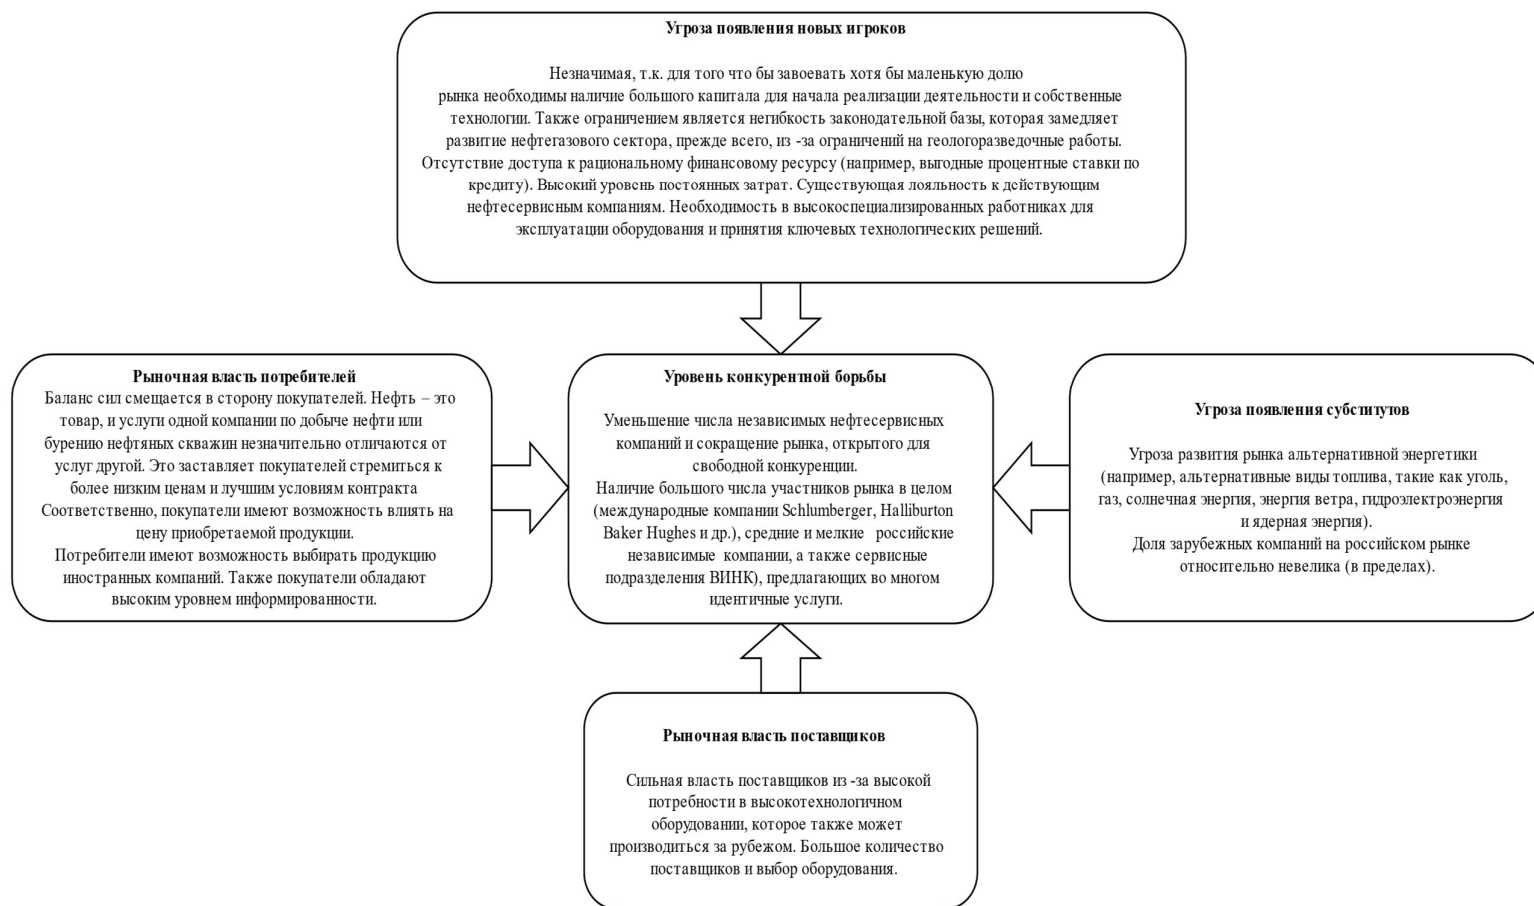 Угроза появления новых игроков
Незначимая, т.к. для того что бы завоевать хотя бы маленькую долю
рынка необходимы наличие большого капитала для начала реализации деятельности и собственные
технологии. Также ограничением является негибкость законодательной базы, которая замедляет
развитие нефтегазового сектора, прежде всего, из -за ограничений на геологоразведочные работы.
Отсутствие доступа к рациональному финансовому ресурсу (например, выгодные процентные ставки по
кредиту). Высокий уровень постоянных затрат. Существующая лояльность к действующим
нефтесервисным компаниям. Необходимость в высокоспециализированных работниках для
эксплуатации оборудования и принятия ключевых технологических решений.
Рыночная власть потребителей
Баланс сил смещается в сторону покупателей. Нефть – это
товар, и услуги одной компании по добыче нефти или
бурению нефтяных скважин незначительно отличаются от
услуг другой. Это заставляет покупателей стремиться к
более низким ценам и лучшим условиям контракта
Соответственно, покупатели имеют возможность влиять на
цену приобретаемой продукции.
Потребители имеют возможность выбирать продукцию
иностранных компаний. Также покупатели обладают
высоким уровнем информированности.
Уровень конкурентной борьбы
Уменьшение числа независимых нефтесервисных
компаний и сокращение рынка, открытого для
свободной конкуренции.
Наличие большого числа участников рынка в целом
(международные компании Schlumberger, Halliburton
Baker Hughes и др.), средние и мелкие российские
независимые компании, а также сервисные
подразделения ВИНК), предлагающих во многом
идентичные услуги.
Угроза появления субститутов
Угроза развития рынка альтернативной энергетики
(например, альтернативные виды топлива, такие как уголь,
газ, солнечная энергия, энергия ветра, гидроэлектроэнергия
и ядерная энергия).
Доля зарубежных компаний на российском рынке
относительно невелика (в пределах).
Рыночная власть поставщиков
Сильная власть поставщиков из -за высокой
потребности в высокотехнологичном
оборудовании, которое также может
производиться за рубежом. Большое количество
поставщиков и выбор оборудования.